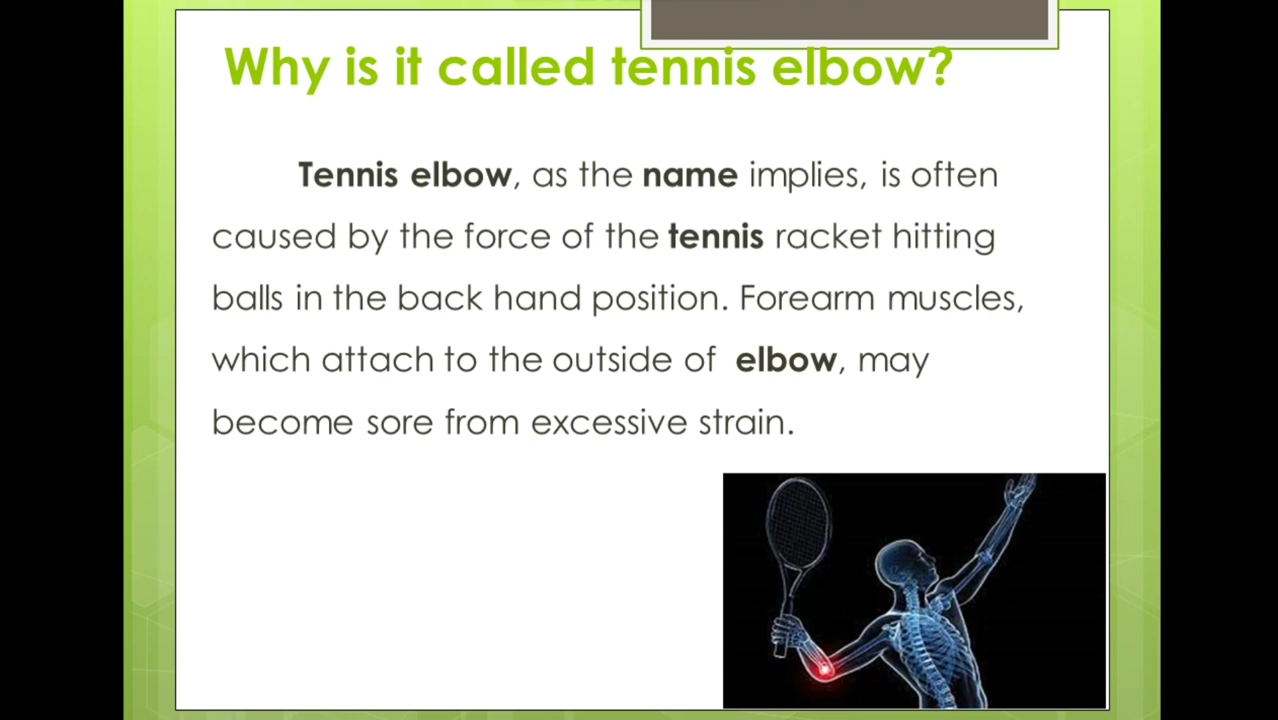 Why is it called tennis elbow?
Tennis elbow, as the name implies, is often
caused by the force of the tennis racket hitting
balls in the back hand position. Forearm muscles,
which attach to the outside of elbow, may
become sore from excessive strain.